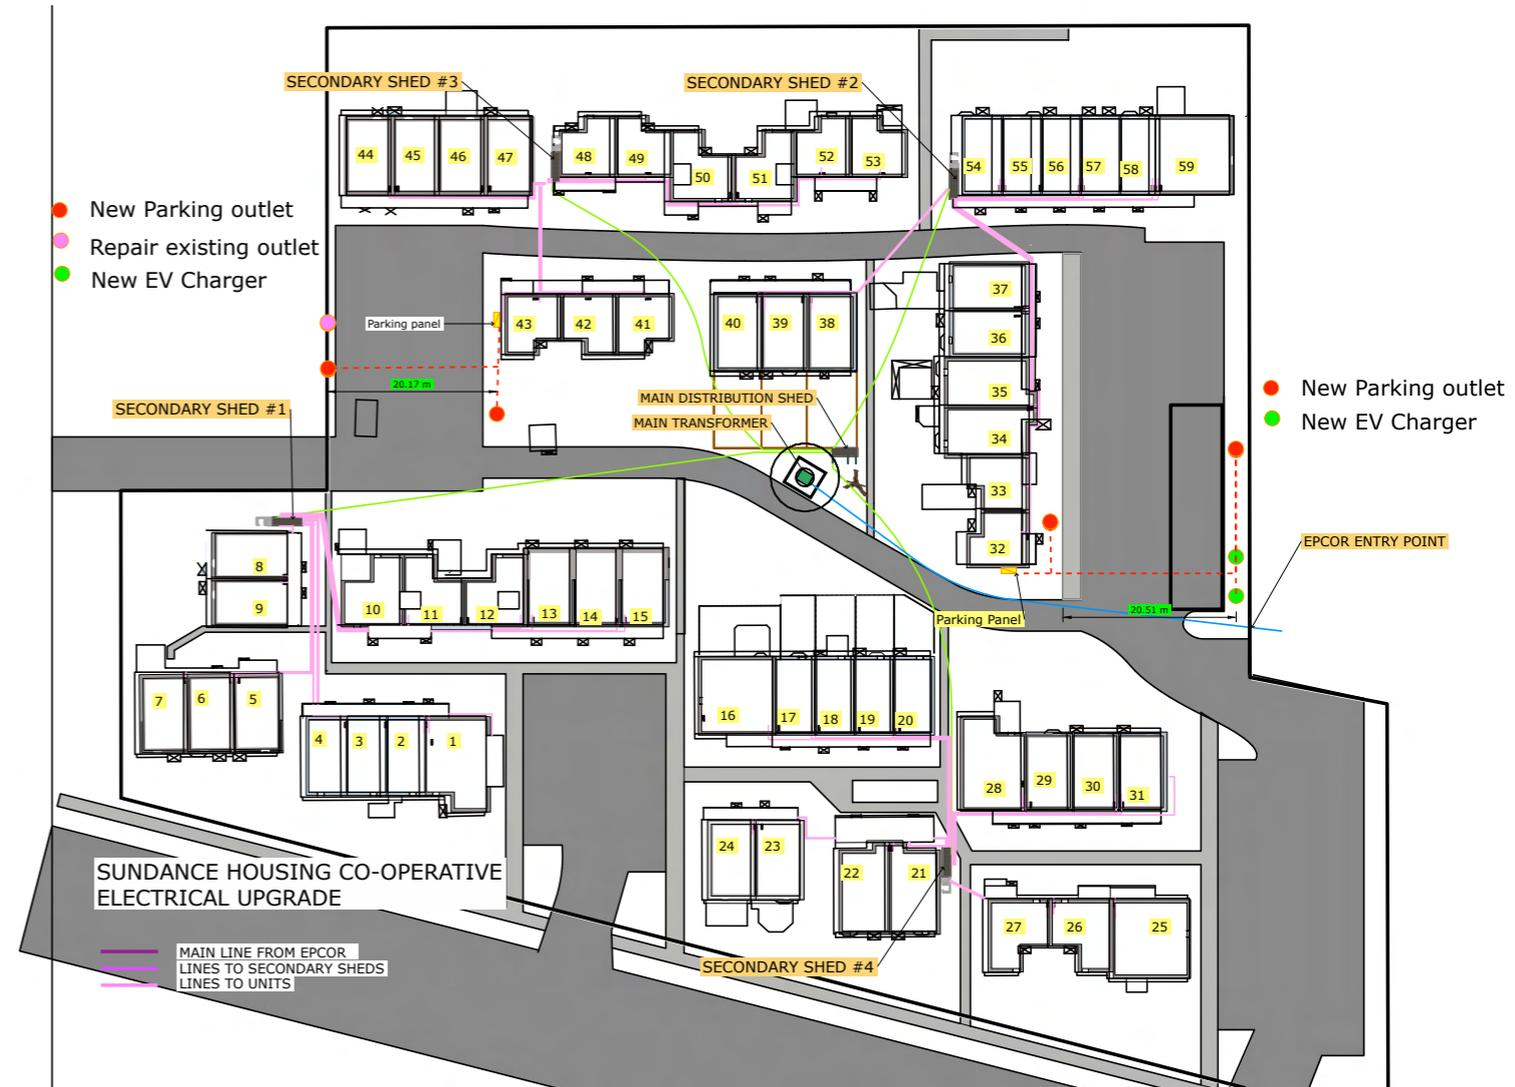 SECONDARY SHED #3
SECONDARY SHED #2
44
45
46
47
48
49
50
51
52
53
54
55
56
57
58
59
New Parking outlet
Repair existing outlet
New EV Charger
37
36
35
34
33
32
Parking panel
43
42
41
40
39
38
20.17 m
SECONDARY SHED #1
MAIN DISTRIBUTION SHED
MAIN TRANSFORMER
New Parking outlet
New EV Charger
EPCOR ENTRY POINT
20.51 m
Parking Panel
8
9
10
11
12
13
14
15
7
6
5
4
3
2
1
16
17
18
19
20
28
29
30
31
24
23
22
21
27
26
25
SECONDARY SHED #4
SUNDANCE HOUSING CO-OPERATIVE
ELECTRICAL UPGRADE
MAIN LINE FROM EPCOR
LINES TO SECONDARY SHEDS
LINES TO UNITS